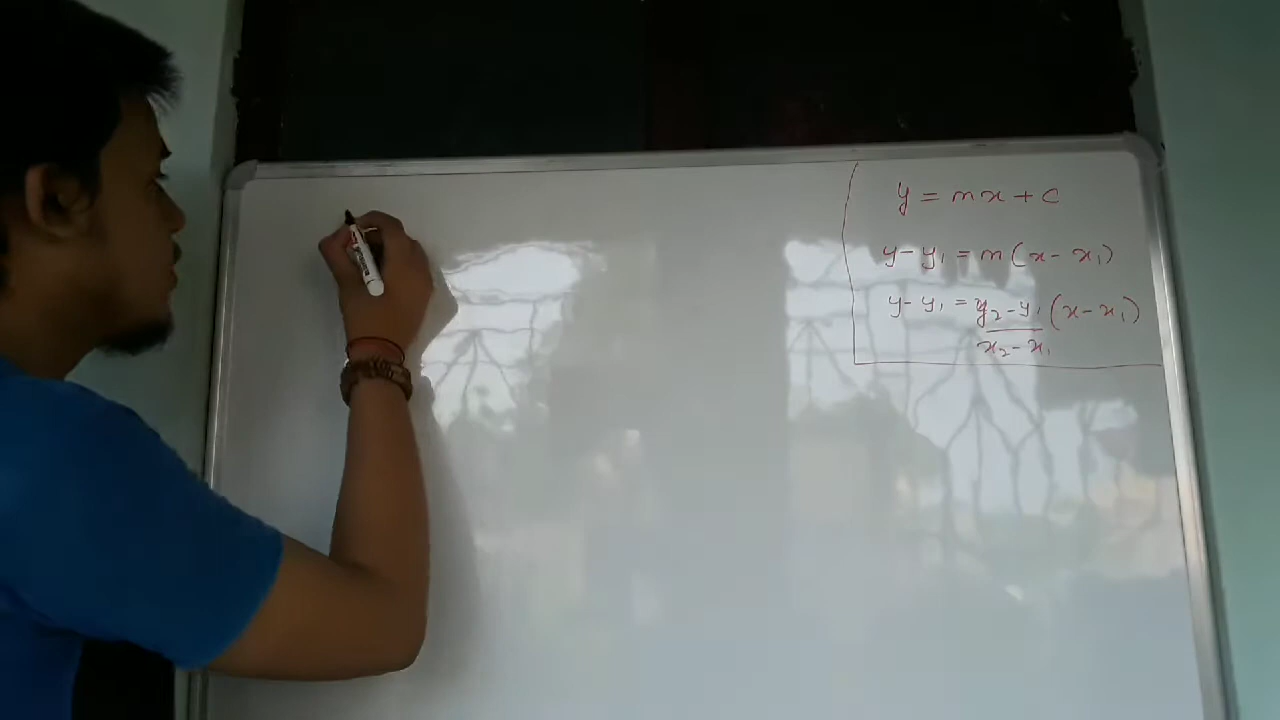 y = mx + c
y - y₁ = m(x - x₁)
y - y₁ = y₂ - y₁ (x - x₁)
x₂ - x₁